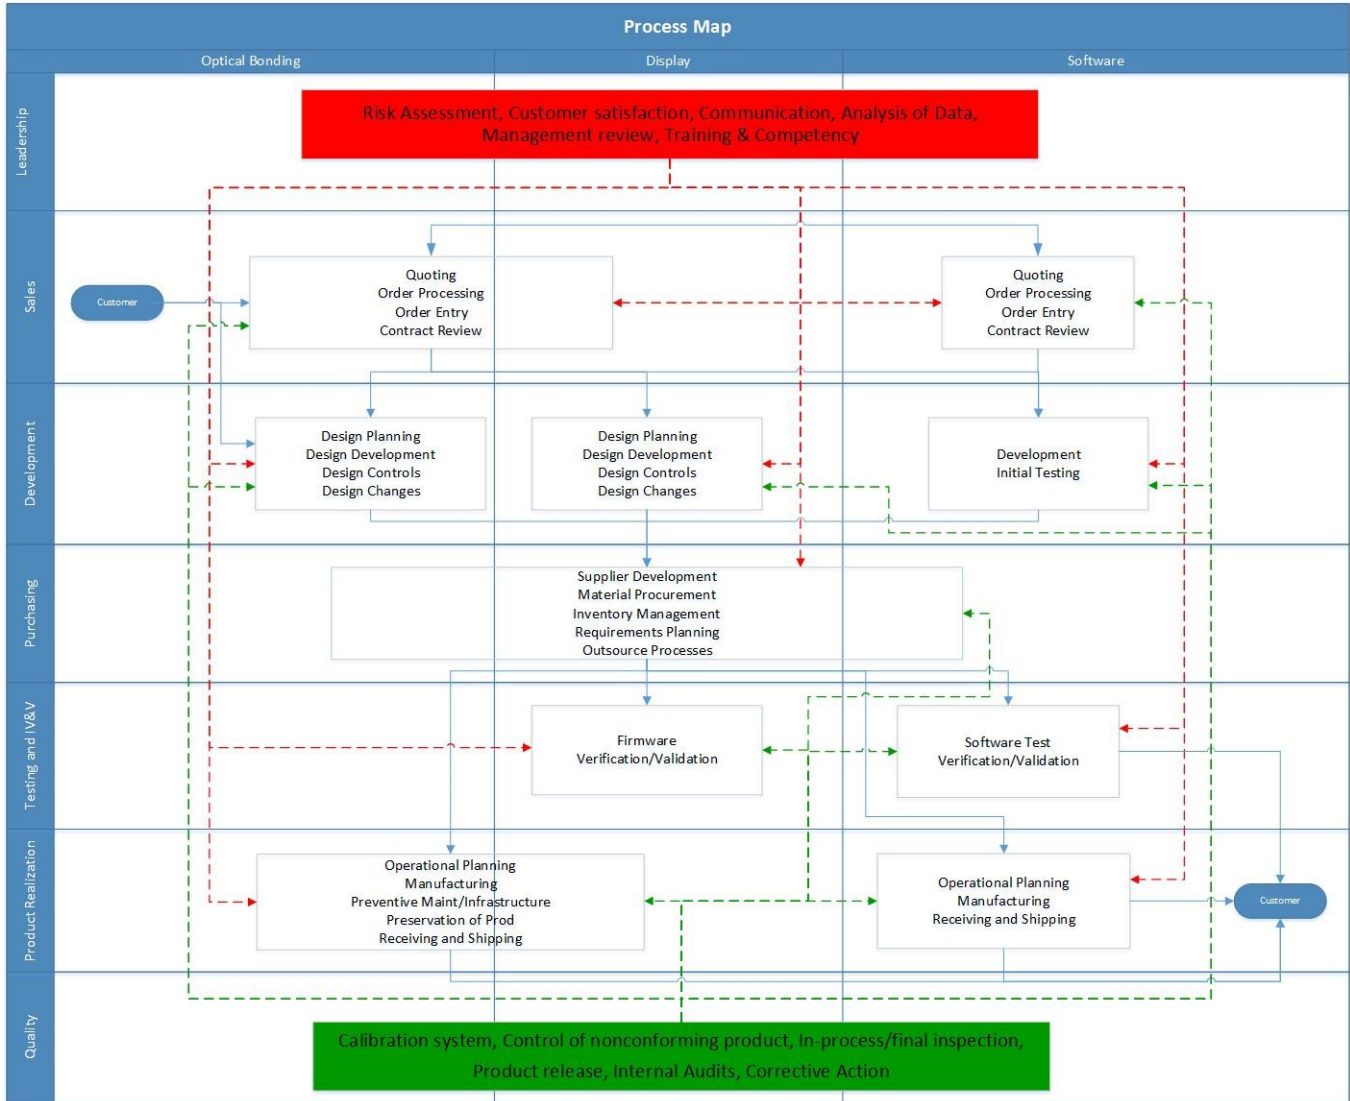 Process Map
Optical Bonding
Display
Software
Leadership
Risk Assessment, Customer satisfaction, Communication, Analysis of Data,
Management review, Training & Competency
Sales
Customer
Quoting
Order Processing
Order Entry
Contract Review
Quoting
Order Processing
Order Entry
Contract Review
Development
Design Planning
Design Development
Design Controls
Design Changes
Design Planning
Design Development
Design Controls
Design Changes
Development
Initial Testing
Purchasing
Supplier Development
Material Procurement
Inventory Management
Requirements Planning
Outsource Processes
Testing and IV&V
Firmware
Verification/Validation
Software Test
Verification/Validation
Product Realization
Operational Planning
Manufacturing
Preventive Maint/Infrastructure
Preservation of Prod
Receiving and Shipping
Operational Planning
Manufacturing
Receiving and Shipping
Customer
Quality
Calibration system, Control of nonconforming product, In-process/final inspection,
Product release, Internal Audits, Corrective Action